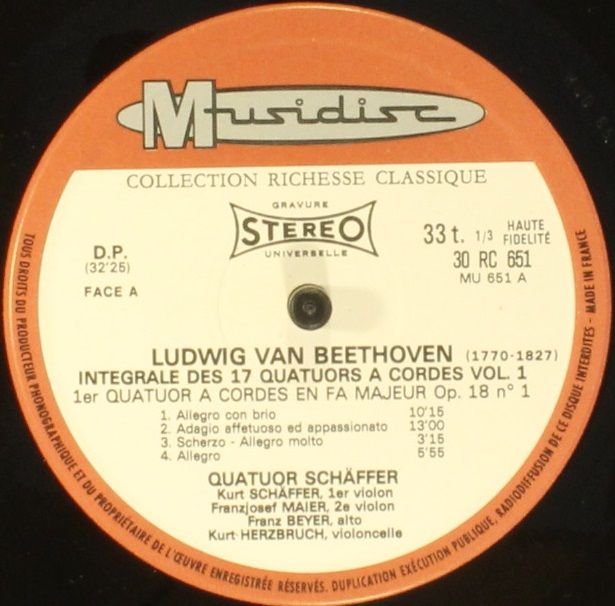 Musidisc
COLLECTION RICHESSE CLASSIQUE
GRAVURE
STEREO
UNIVERSELLE
D.P.
(32'25)
FACE A
33 t. 1/3 HAUTE FIDELITÉ
30 RC 651
MU 651 A
LUDWIG VAN BEETHOVEN (1770-1827)
INTEGRALE DES 17 QUATUORS A CORDES VOL. 1
1er QUATUOR A CORDES EN FA MAJEUR Op. 18 n° 1
1. Allegro con brio 10'15
2. Adagio affetuoso ed appassionato 13'00
3. Scherzo - Allegro molto 3'15
4. Allegro 5'55
QUATUOR SCHÄFFER
Kurt SCHÄFFER, 1er violon
Franzjosef MAIER, 2e violon
Franz BEYER, alto
Kurt HERZBRUCH, violoncelle
TOUS DROITS DU PRODUCTEUR PHONOGRAPHIQUE ET DU PROPRIÉTAIRE DE L'ŒUVRE ENREGISTRÉE RÉSERVÉS. DUPLICATION EXÉCUTION PUBLIQUE, RADIODIFFUSION DE CE DISQUE INTERDITES - MADE IN FRANCE